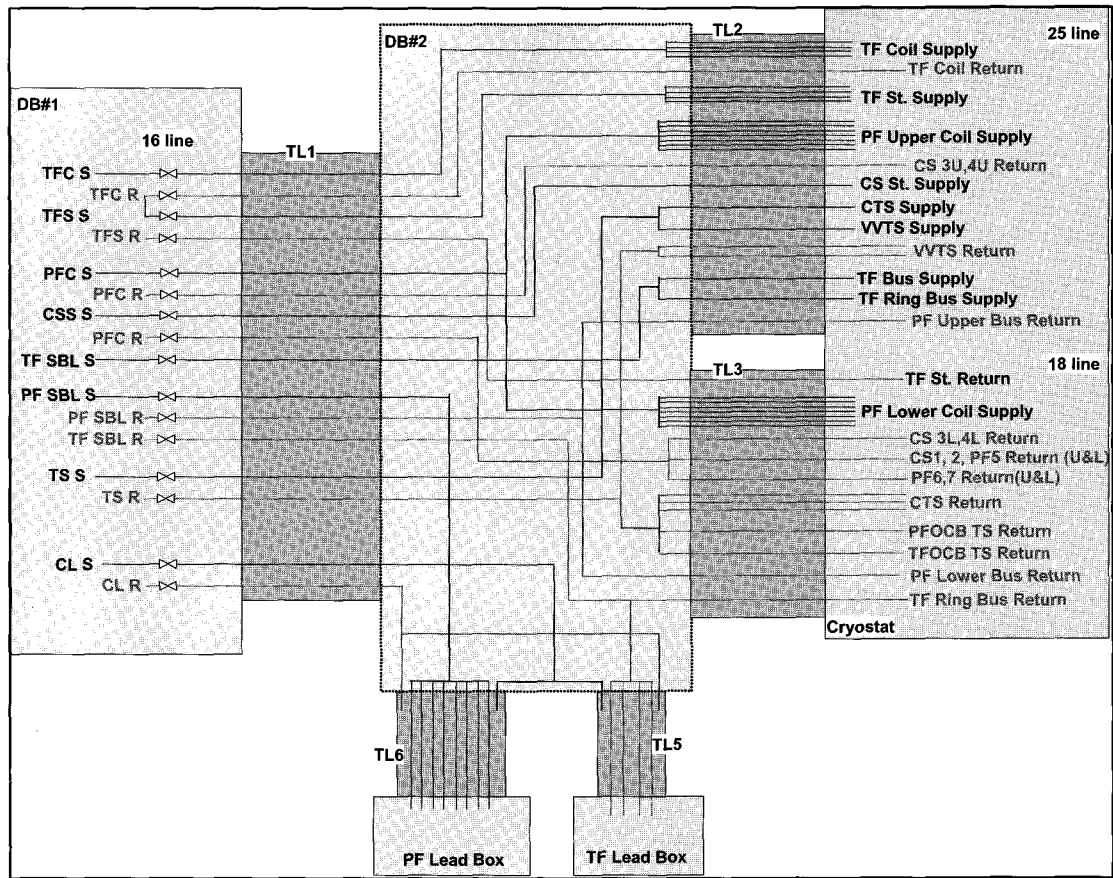 DB#1
16 line
TFC S
TFC R
TFS S
TFS R
PFC S
PFC R
CSS S
PFC R
TF SBL S
PF SBL S
PF SBL R
TF SBL R
TS S
TS R
CL S
CL R
TL1
DB#2
TL2
25 line
TF Coil Supply
TF Coil Return
TF St. Supply
PF Upper Coil Supply
CS 3U,4U Return
CS St. Supply
CTS Supply
VVTS Supply
VVTS Return
TF Bus Supply
TF Ring Bus Supply
PF Upper Bus Return
TL3
18 line
TF St. Return
PF Lower Coil Supply
CS 3L,4L Return
CS1, 2, PF5 Return (U&L)
PF6,7 Return(U&L)
CTS Return
PFOCB TS Return
TFOCB TS Return
PF Lower Bus Return
TF Ring Bus Return
Cryostat
TL6
TL5
PF Lead Box
TF Lead Box